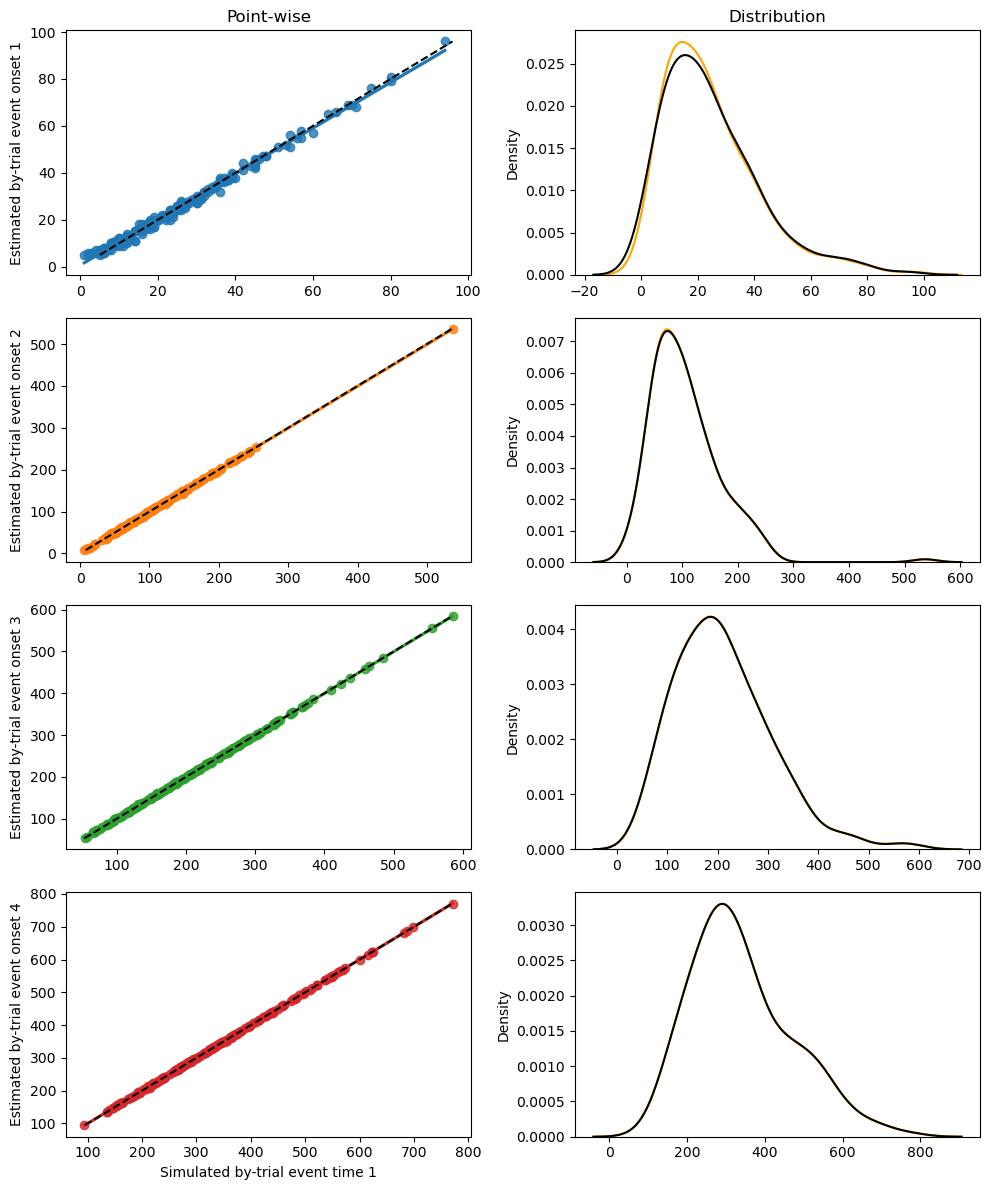 Point-wise
Distribution
Estimated by-trial event onset 1
100
80
60
40
20
0
0 20 40 60 80 100
Density
0.025
0.020
0.015
0.010
0.005
0.000
−20 0 20 40 60 80 100
Estimated by-trial event onset 2
500
400
300
200
100
0
0 100 200 300 400 500
Density
0.007
0.006
0.005
0.004
0.003
0.002
0.001
0.000
0 100 200 300 400 500 600
Estimated by-trial event onset 3
600
500
400
300
200
100
100 200 300 400 500 600
Density
0.004
0.003
0.002
0.001
0.000
0 100 200 300 400 500 600 700
Estimated by-trial event onset 4
800
700
600
500
400
300
200
100
100 200 300 400 500 600 700 800
Simulated by-trial event time 1
Density
0.0030
0.0025
0.0020
0.0015
0.0010
0.0005
0.0000
0 200 400 600 800